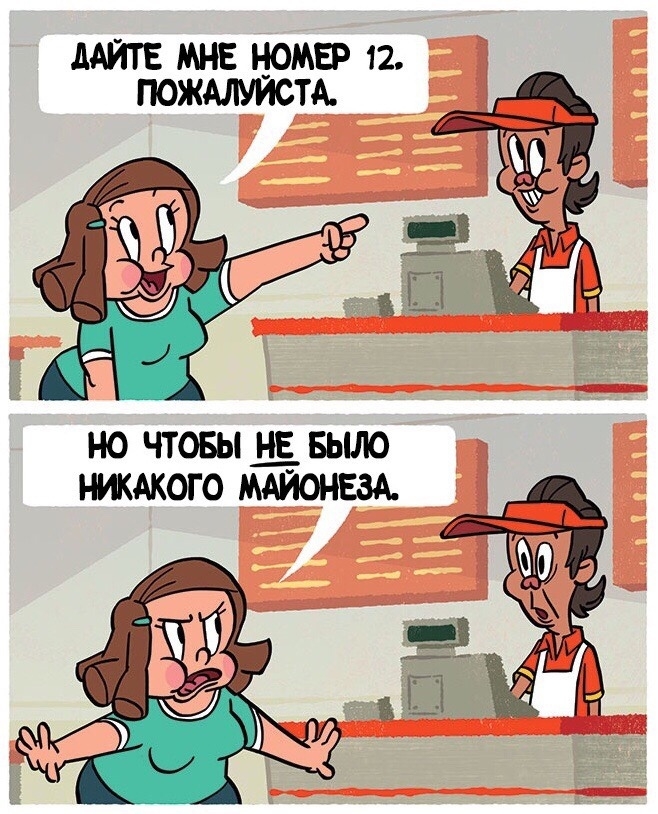 ДАЙТЕ МНЕ НОМЕР 12.
ПОЖАЛУЙСТА.
НО ЧТОБЫ НЕ БЫЛО
НИКАКОГО МАЙОНЕЗА.